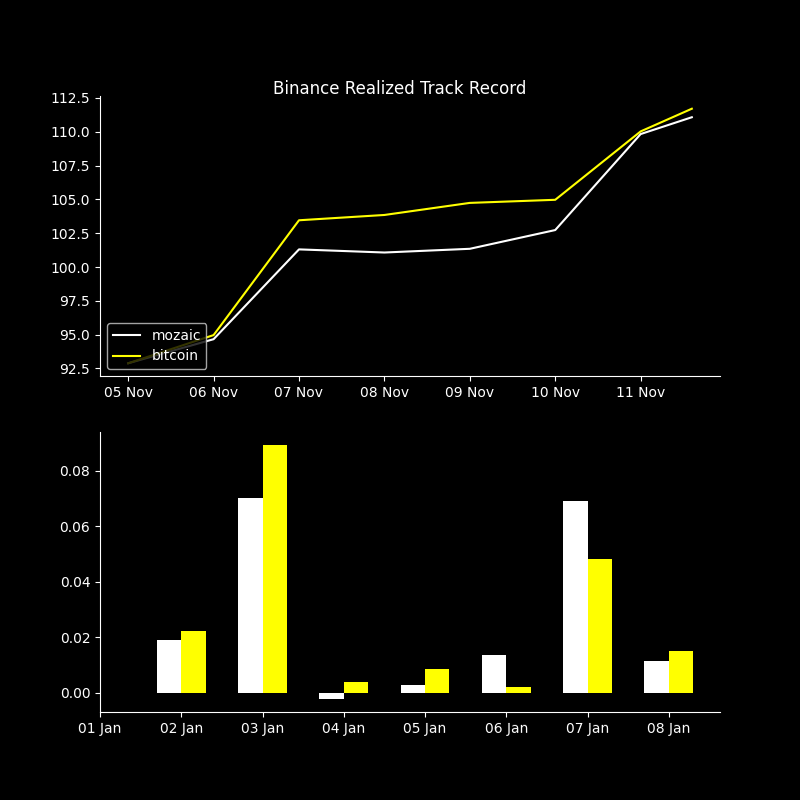 Binance Realized Track Record
112.5
110.0
107.5
105.0
102.5
100.0
97.5
95.0
92.5
mozaic
bitcoin
05 Nov 06 Nov 07 Nov 08 Nov 09 Nov 10 Nov 11 Nov
0.08
0.06
0.04
0.02
0.00
01 Jan 02 Jan 03 Jan 04 Jan 05 Jan 06 Jan 07 Jan 08 Jan